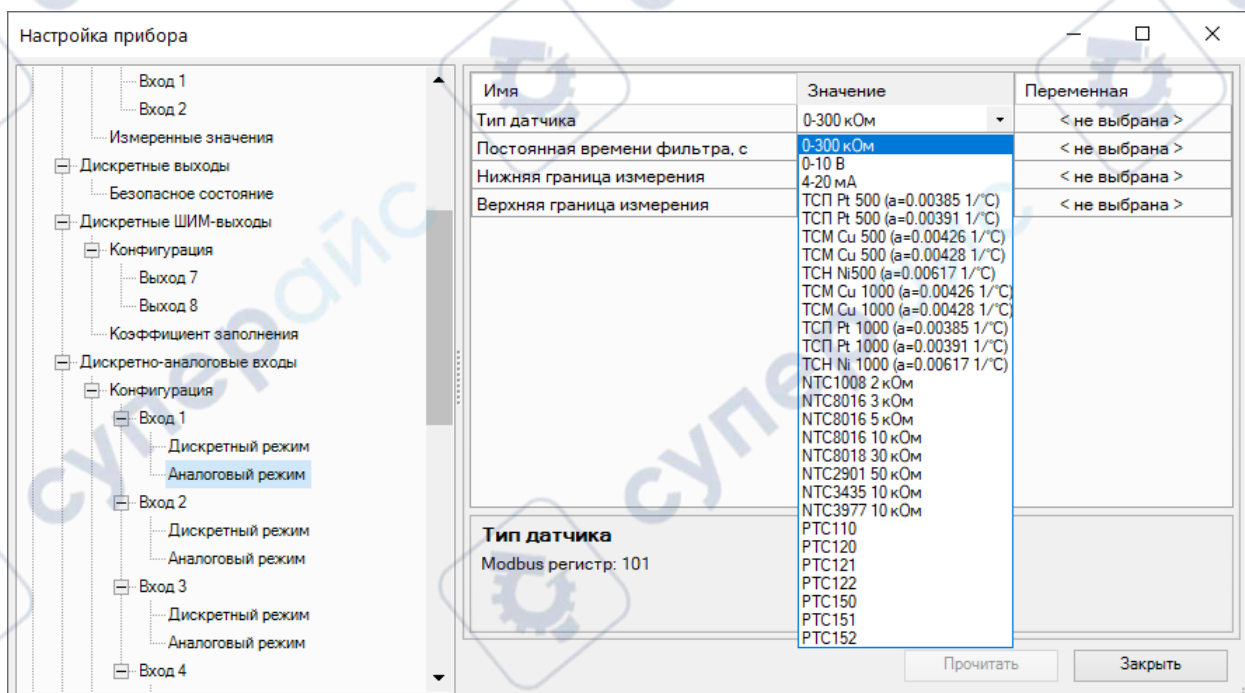 Настройка прибора
Вход 1
Вход 2
Измеренные значения
Дискретные выходы
Безопасное состояние
Дискретные ШИМ-выходы
Конфигурация
Выход 7
Выход 8
Коэффициент заполнения
Дискретно-аналоговые входы
Конфигурация
Вход 1
Дискретный режим
Аналоговый режим
Вход 2
Дискретный режим
Аналоговый режим
Вход 3
Дискретный режим
Аналоговый режим
Вход 4
Имя Значение Переменная
Тип датчика 0-300 кОм < не выбрана >
Постоянная времени фильтра, с < не выбрана >
Нижняя граница измерения < не выбрана >
Верхняя граница измерения < не выбрана >
0-300 кОм
0-10 В
4-20 мА
ТСП Pt 500 (a=0.00385 1/°C)
ТСП Pt 500 (a=0.00391 1/°C)
ТСМ Cu 500 (a=0.00426 1/°C)
ТСМ Cu 500 (a=0.00428 1/°C)
ТСН Ni500 (a=0.00617 1/°C)
ТСМ Cu 1000 (a=0.00426 1/°C)
ТСМ Cu 1000 (a=0.00428 1/°C)
ТСП Pt 1000 (a=0.00385 1/°C)
ТСП Pt 1000 (a=0.00391 1/°C)
ТСН Ni 1000 (a=0.00617 1/°C)
NTC1008 2 кОм
NTC8016 3 кОм
NTC8016 5 кОм
NTC8016 10 кОм
NTC8018 30 кОм
NTC2901 50 кОм
NTC3435 10 кОм
NTC3977 10 кОм
PTC110
PTC120
PTC121
PTC122
PTC150
PTC151
PTC152
Тип датчика
Modbus регистр: 101
Прочитать Закрыть
суперайс
суперайс